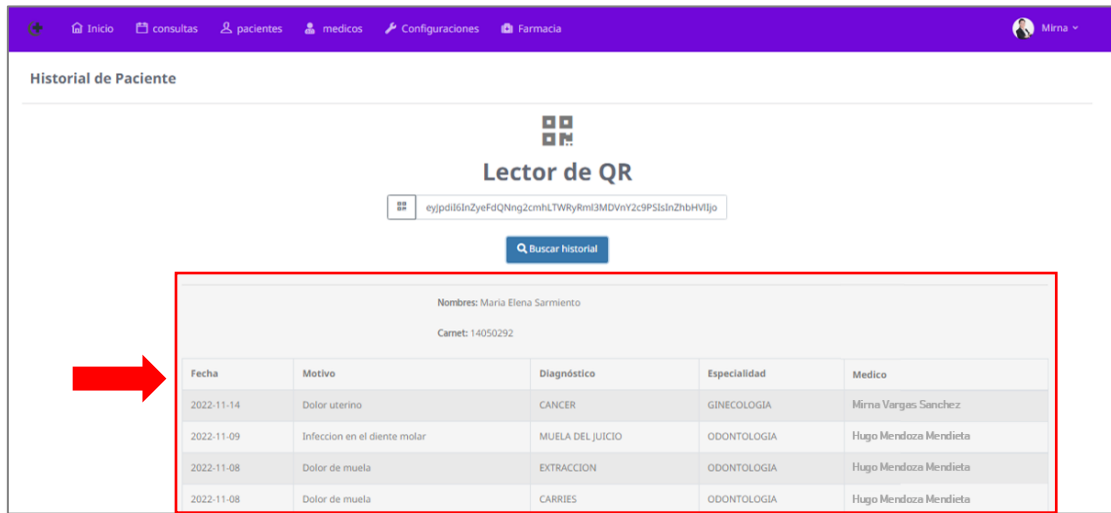 Inicio consultas pacientes medicos Configuraciones Farmacia Mirna
Historial de Paciente
Lector de QR
Buscar historial
Nombres: Maria Elena Sarmiento
Carnet: 14050292
Fecha Motivo Diagnóstico Especialidad Medico
2022-11-14 Dolor uterino CANCER GINECOLOGIA Mirna Vargas Sanchez
2022-11-09 Infeccion en el diente molar MUELA DEL JUICIO ODONTOLOGIA Hugo Mendoza Mendieta
2022-11-08 Dolor de muela EXTRACCION ODONTOLOGIA Hugo Mendoza Mendieta
2022-11-08 Dolor de muela CARRIES ODONTOLOGIA Hugo Mendoza Mendieta